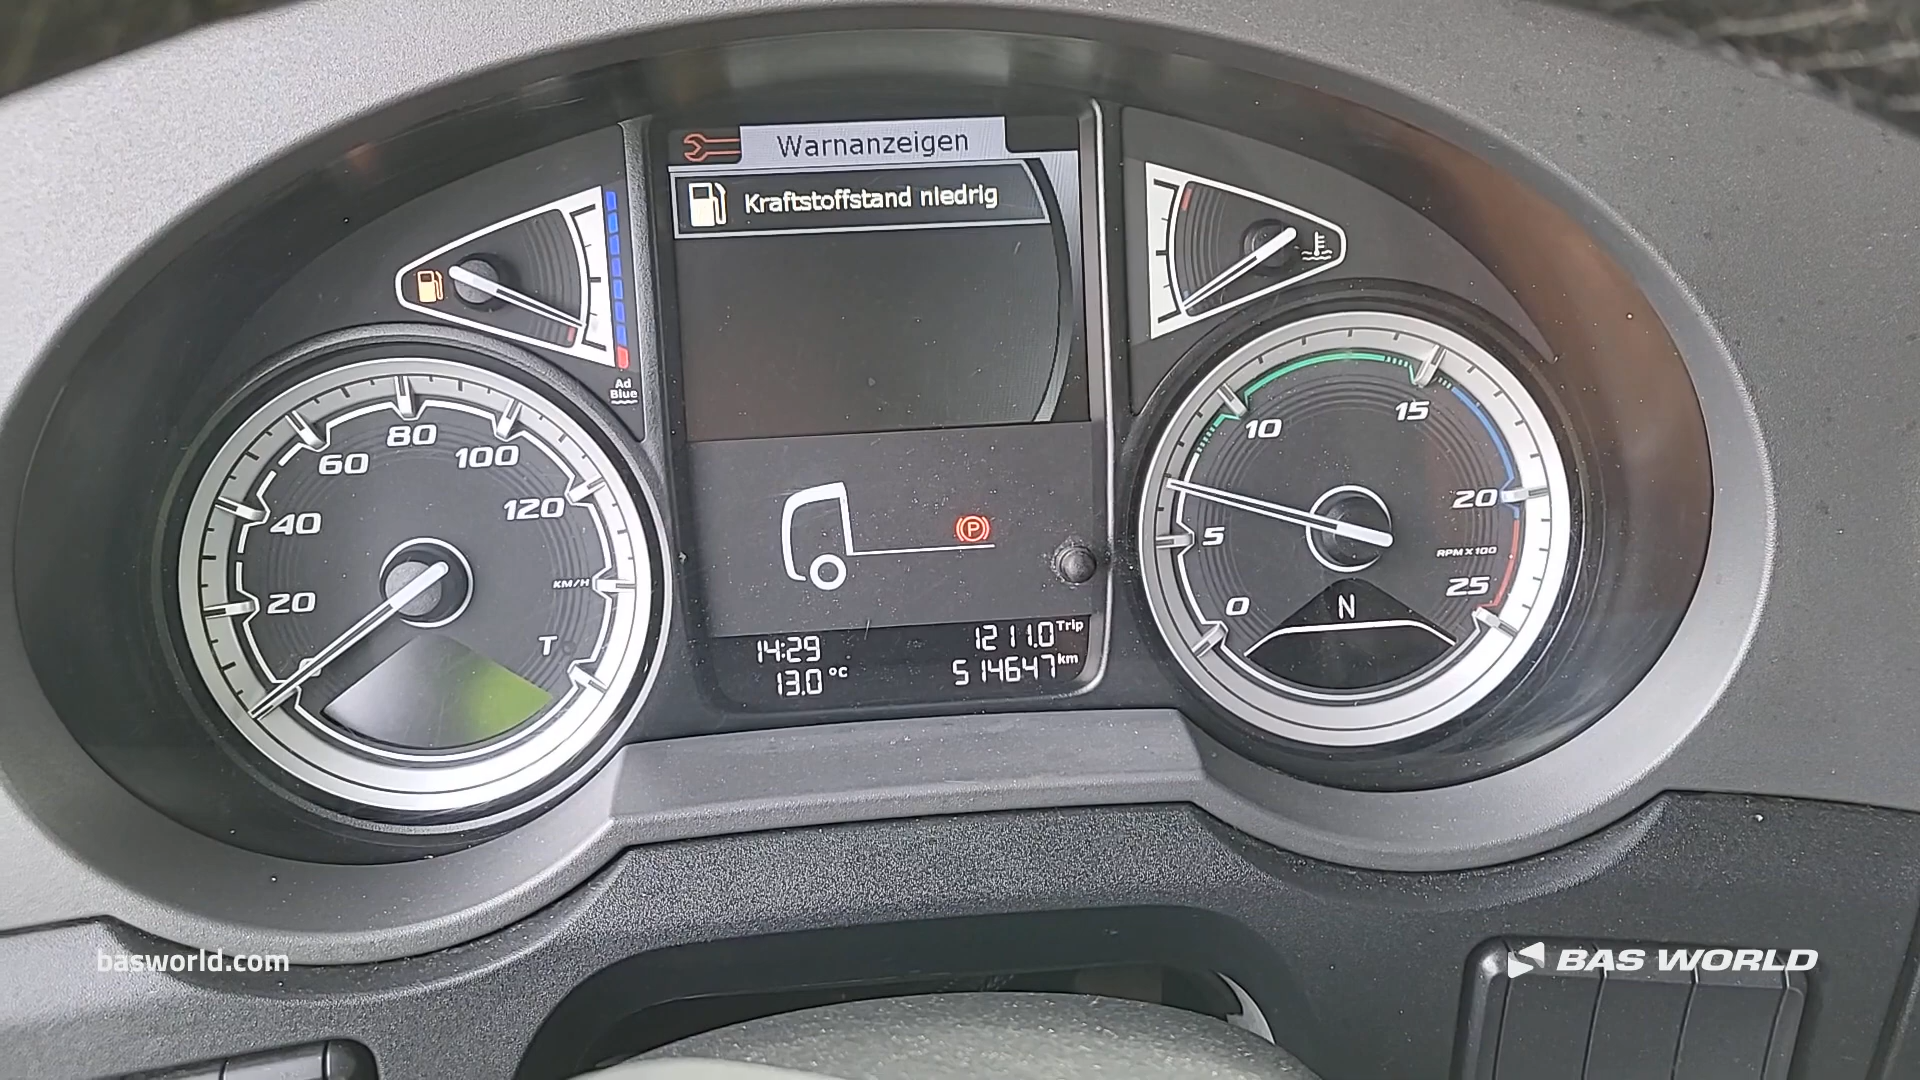 Warnanzeigen
Kraftstoffstand niedrig
Ad
Blue
0
20
40
60
80
100
120
KM/H
T
P
14:29
13.0 °C
1211.0 Trip
514647 km
0
5
10
15
20
25
RPM X 100
N
basworld.com
BAS WORLD